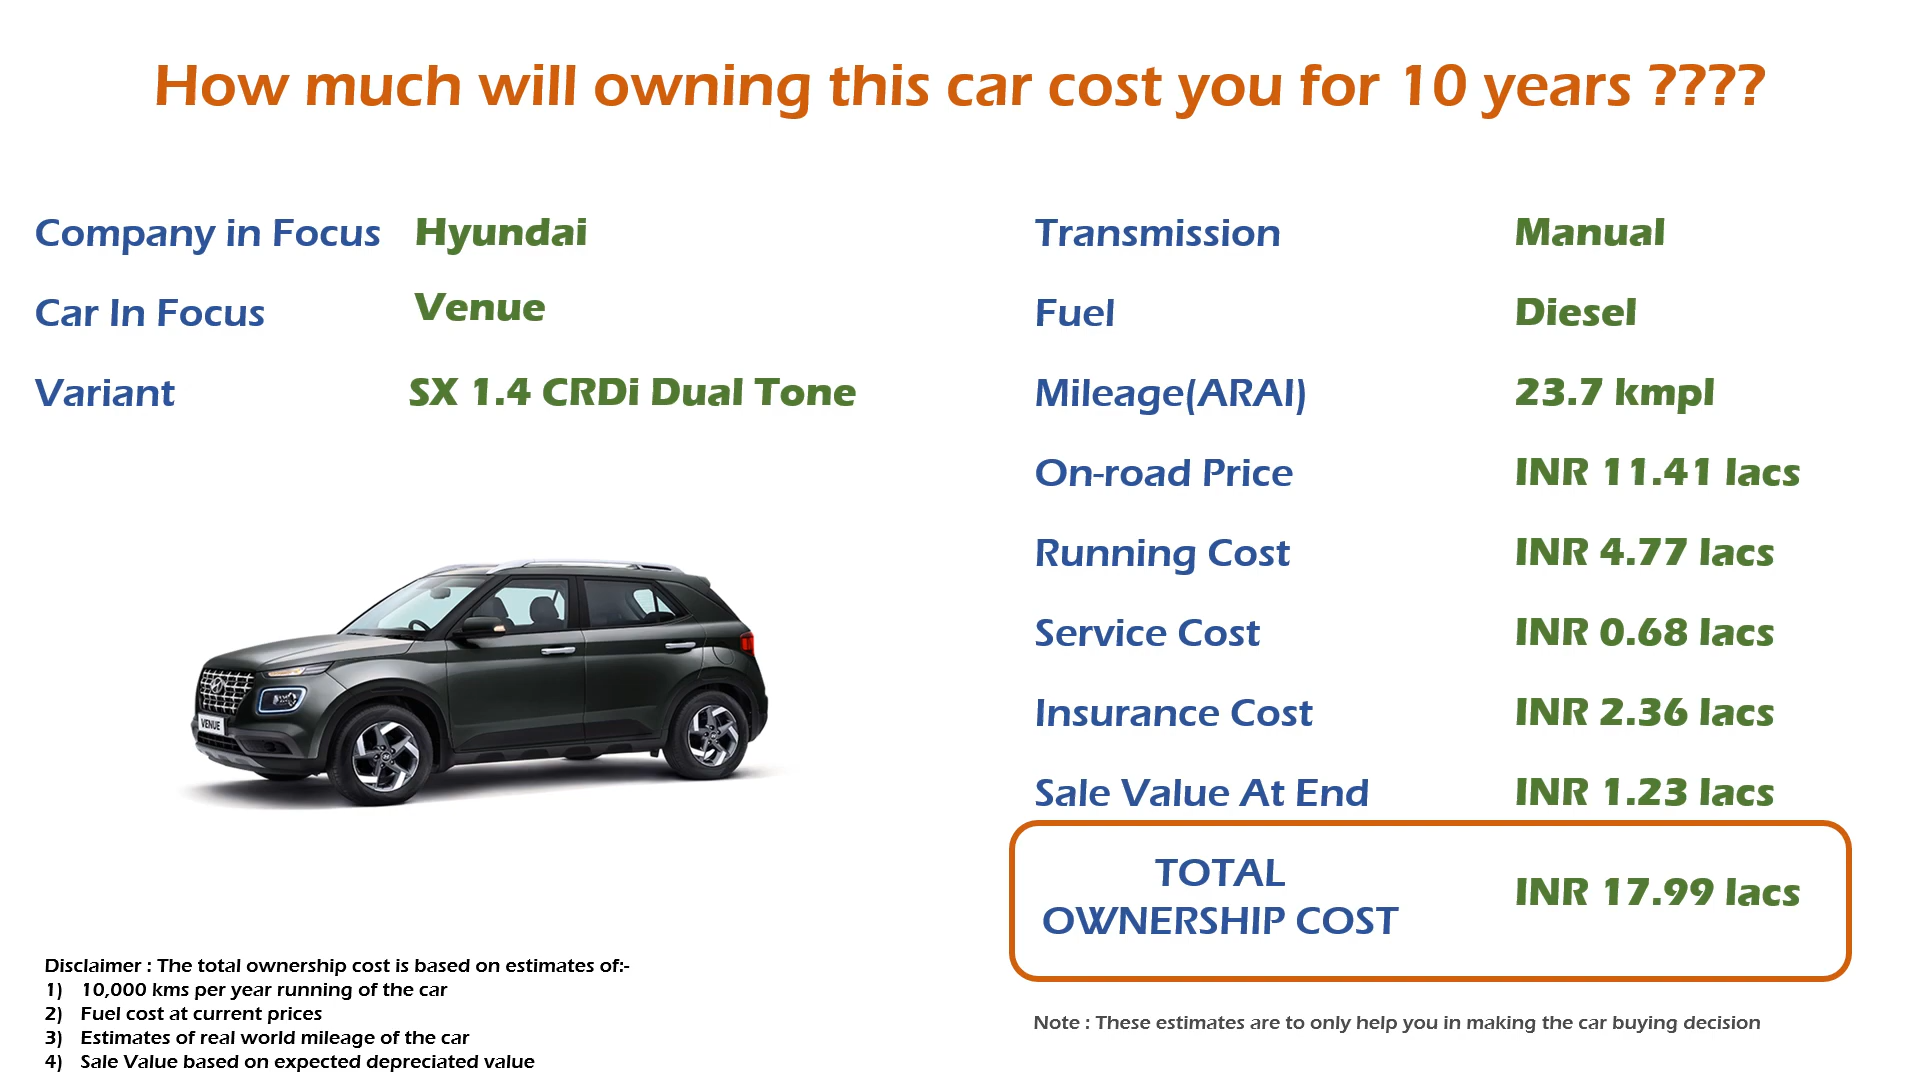 How much will owning this car cost you for 10 years ????
Company in Focus Hyundai
Car In Focus Venue
Variant SX 1.4 CRDi Dual Tone
VENUE
Transmission Manual
Fuel Diesel
Mileage(ARAI) 23.7 kmpl
On-road Price INR 11.41 lacs
Running Cost INR 4.77 lacs
Service Cost INR 0.68 lacs
Insurance Cost INR 2.36 lacs
Sale Value At End INR 1.23 lacs
TOTAL
OWNERSHIP COST INR 17.99 lacs
Disclaimer : The total ownership cost is based on estimates of:-
1) 10,000 kms per year running of the car
2) Fuel cost at current prices
3) Estimates of real world mileage of the car
4) Sale Value based on expected depreciated value
Note : These estimates are to only help you in making the car buying decision